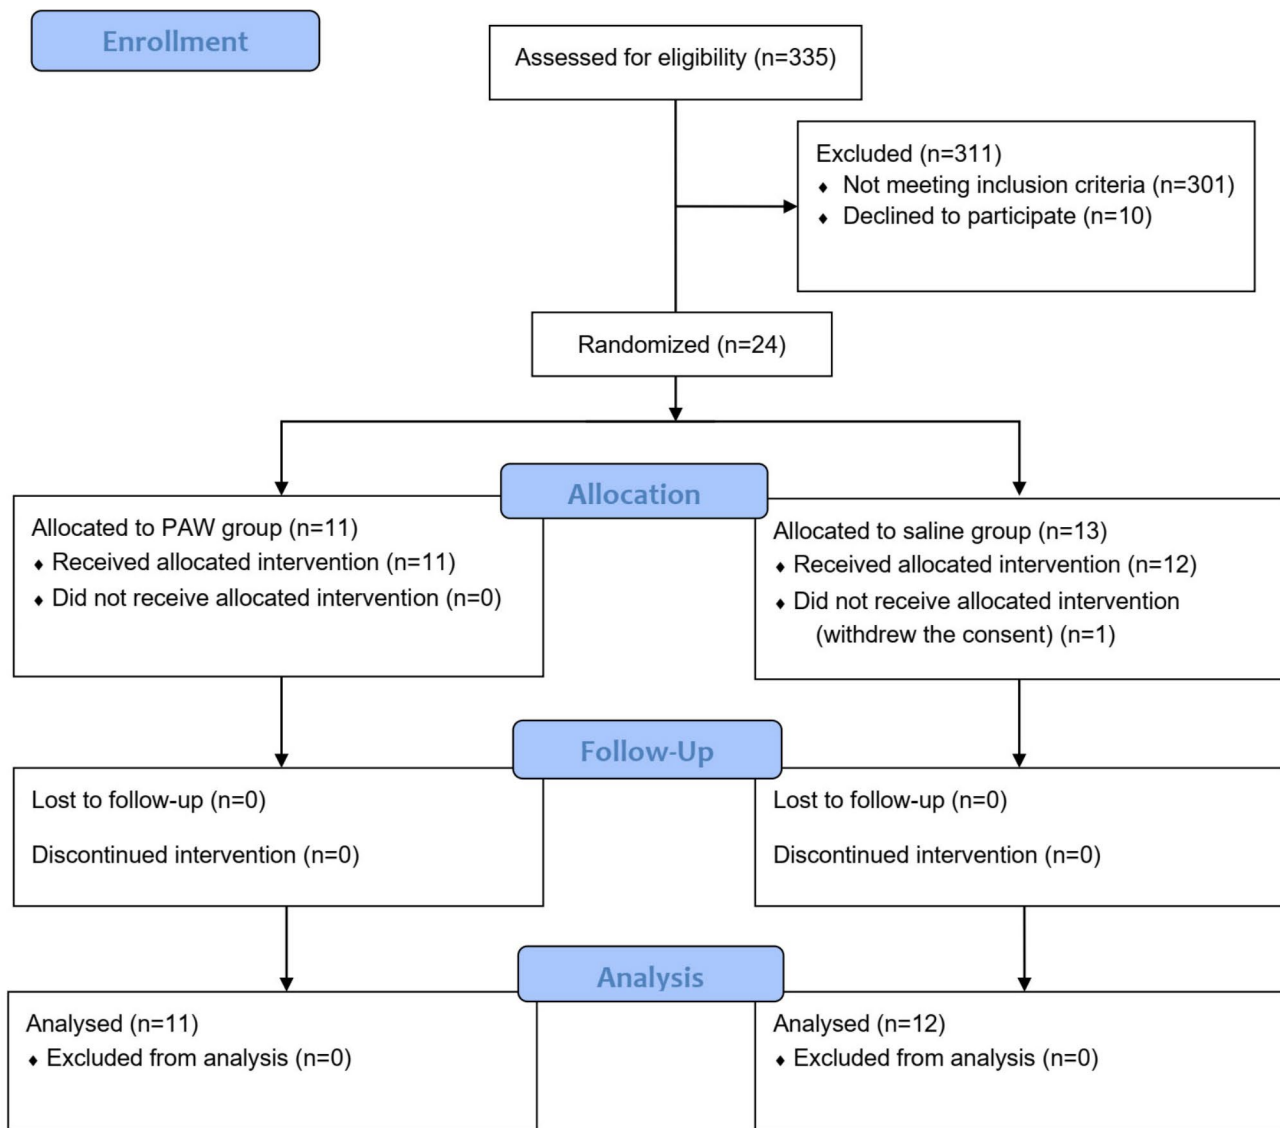 Enrollment
Assessed for eligibility (n=335)
Excluded (n=311)
♦ Not meeting inclusion criteria (n=301)
♦ Declined to participate (n=10)
Randomized (n=24)
Allocation
Allocated to PAW group (n=11)
♦ Received allocated intervention (n=11)
♦ Did not receive allocated intervention (n=0)
Allocated to saline group (n=13)
♦ Received allocated intervention (n=12)
♦ Did not receive allocated intervention
(withdrew the consent) (n=1)
Follow-Up
Lost to follow-up (n=0)
Discontinued intervention (n=0)
Lost to follow-up (n=0)
Discontinued intervention (n=0)
Analysis
Analysed (n=11)
♦ Excluded from analysis (n=0)
Analysed (n=12)
♦ Excluded from analysis (n=0)